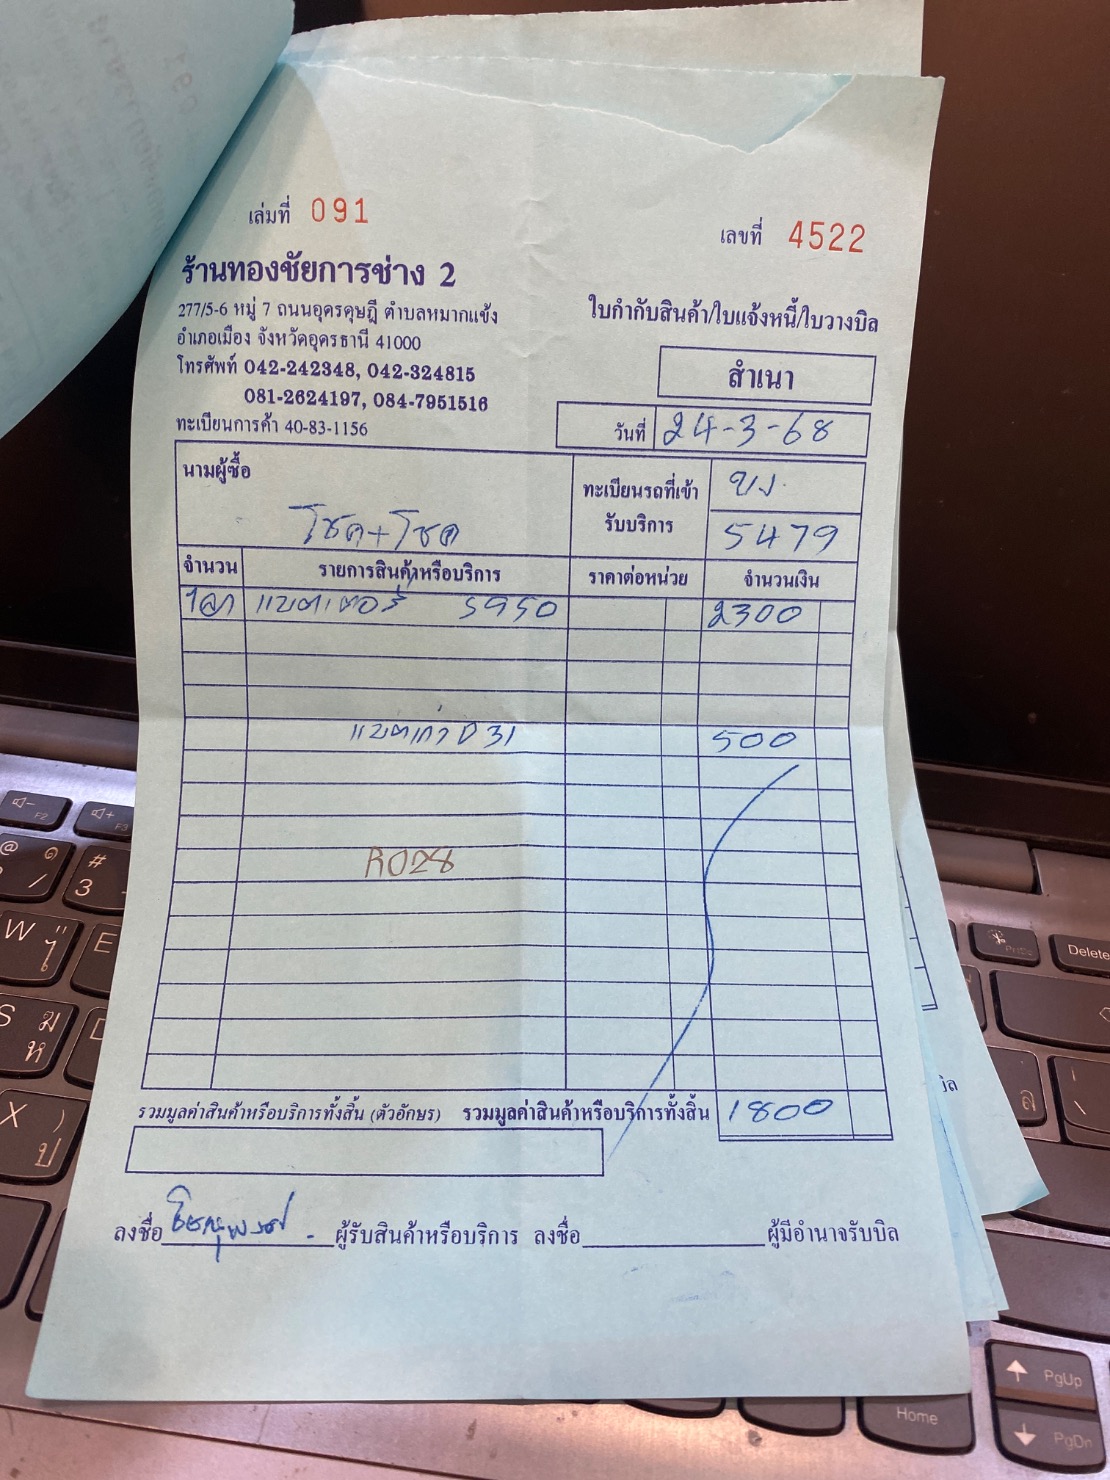 เล่มที่ 091
เลขที่ 4522
ร้านทองชัยการช่าง 2
277/5-6 หมู่ 7 ถนนอุดรดุษฎี ตำบลหมากแข้ง
อำเภอเมือง จังหวัดอุดรธานี 41000
โทรศัพท์ 042-242348, 042-324815
081-2624197, 084-7951516
ทะเบียนการค้า 40-83-1156
ใบกำกับสินค้า/ใบแจ้งหนี้/ใบวางบิล
สำเนา
วันที่ 24-3-68
นามผู้ซื้อ
โชค+โชค
ทะเบียนรถที่เข้ารับบริการ
5479
จำนวน รายการสินค้าหรือบริการ ราคาต่อหน่วย จำนวนเงิน
1ลูก แบตเตอรี่ 5950 2300
แบตเก่า D31 500
R028
รวมมูลค่าสินค้าหรือบริการทั้งสิ้น (ตัวอักษร) รวมมูลค่าสินค้าหรือบริการทั้งสิ้น 1800
ลงชื่อ ผู้รับสินค้าหรือบริการ ลงชื่อ ผู้มีอำนาจรับบิล
F2
F3
@ ๑
2 /
#
3 -
W "
ไ
E
S ฆ
ห
D
X )
ป
Delete
ล
PgUp
Home
PgDn